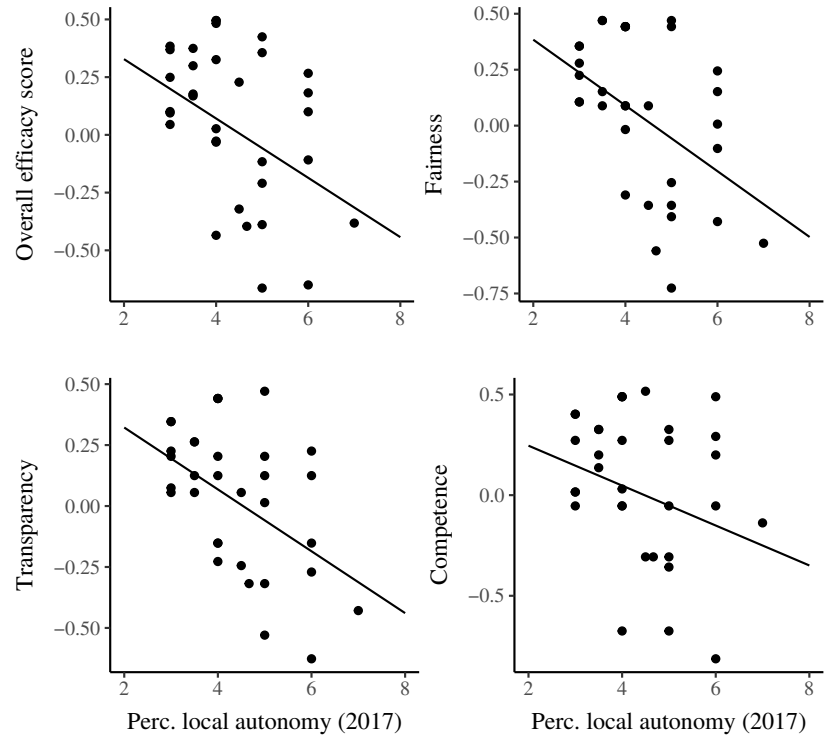 Overall efficacy score
0.50
0.25
0.00
−0.25
−0.50
2 4 6 8
Fairness
0.50
0.25
0.00
−0.25
−0.50
−0.75
2 4 6 8
Transparency
0.50
0.25
0.00
−0.25
−0.50
2 4 6 8
Perc. local autonomy (2017)
Competence
0.5
0.0
−0.5
2 4 6 8
Perc. local autonomy (2017)